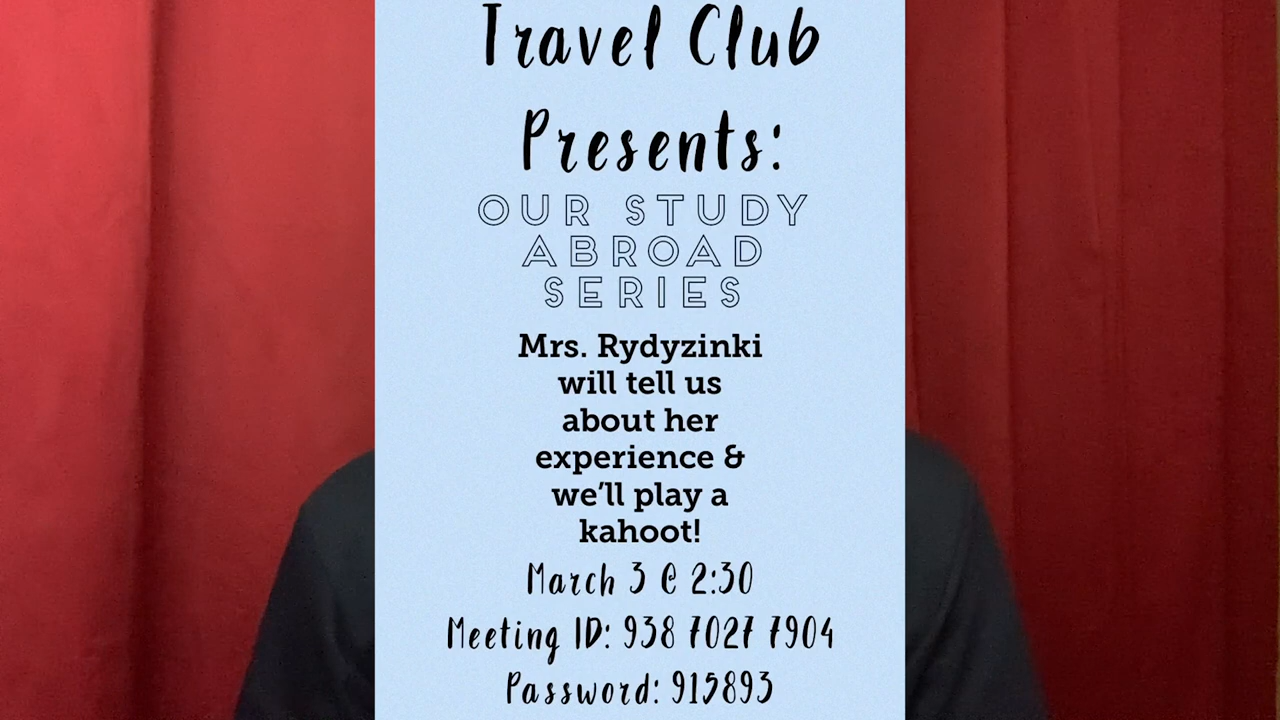 Travel Club
Presents:
OUR STUDY
ABROAD
SERIES
Mrs. Rydyzinki
will tell us
about her
experience &
we'll play a
kahoot!
March 3 @ 2:30
Meeting ID: 938 7027 7904
Password: 915893